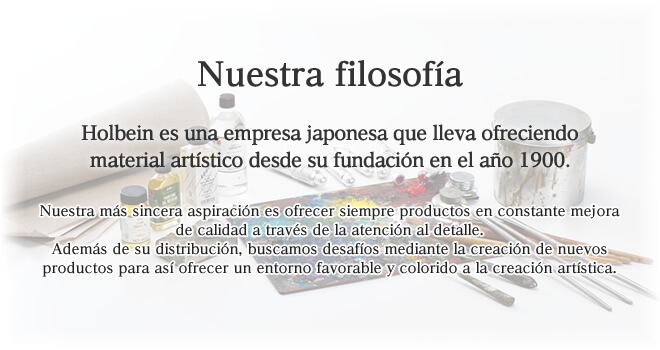 Nuestra filosofía
Holbein es una empresa japonesa que lleva ofreciendo
material artístico desde su fundación en el año 1900.
Nuestra más sincera aspiración es ofrecer siempre productos en constante mejora
de calidad a través de la atención al detalle.
Además de su distribución, buscamos desafíos mediante la creación de nuevos
productos para así ofrecer un entorno favorable y colorido a la creación artística.